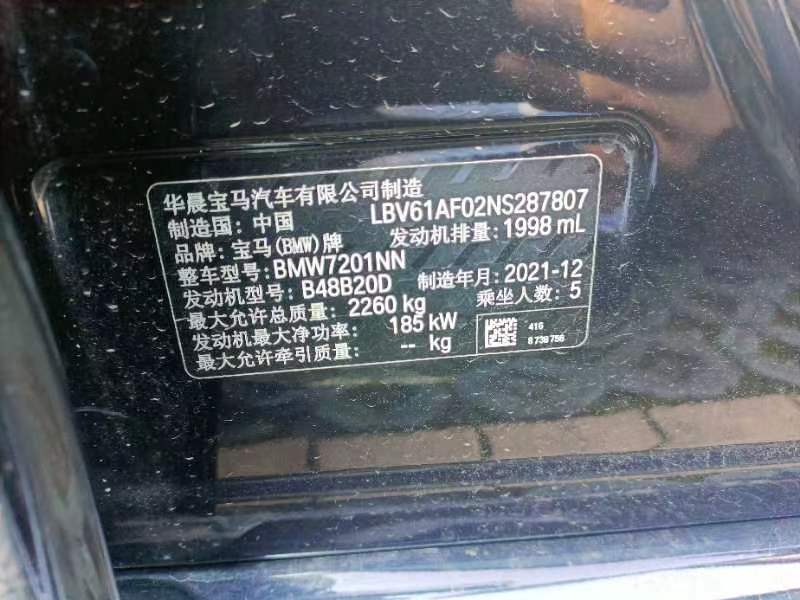 华晨宝马汽车有限公司制造
制造国: 中国 LBV61AF02NS287807
品牌: 宝马(BMW)牌 发动机排量: 1998 mL
整车型号: BMW7201NN
发动机型号: B48B20D 制造年月: 2021-12
最大允许总质量: 2260 kg 乘坐人数: 5
发动机最大净功率: 185 kW
最大允许牵引质量: -- kg
416
8 739 756